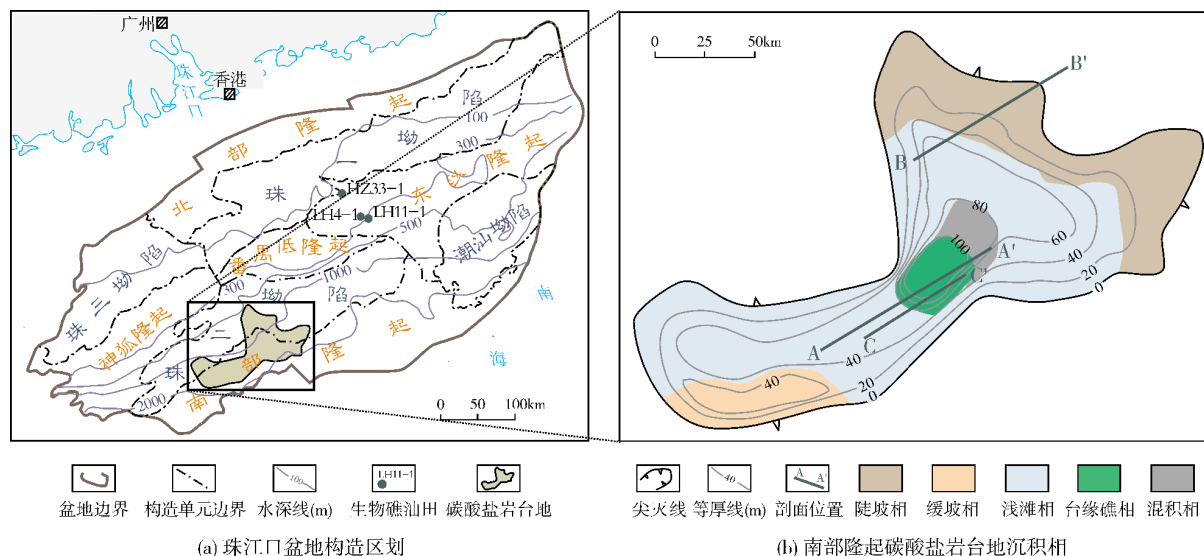 广州
香港
珠江口
北部隆起
珠一坳陷
100
300
东沙隆起
HZ33-1
LH4-1
LH11-1
500
番禺低隆起
潮汕坳陷
1000
300
珠三坳陷
神狐隆起
珠二坳陷
南部隆起
2000
南海
0 50 100km
盆地边界
构造单元边界
100
水深线(m)
LH11-1
生物礁油田
碳酸盐岩台地
(a) 珠江口盆地构造区划
0 25 50km
B'
B
80
100
A'
C'
60
40
20
0
A
C
40
20
0
40
尖灭线
40
等厚线(m)
A A'
剖面位置
陡坡相
缓坡相
浅滩相
台缘礁相
混积相
(b) 南部隆起碳酸盐岩台地沉积相